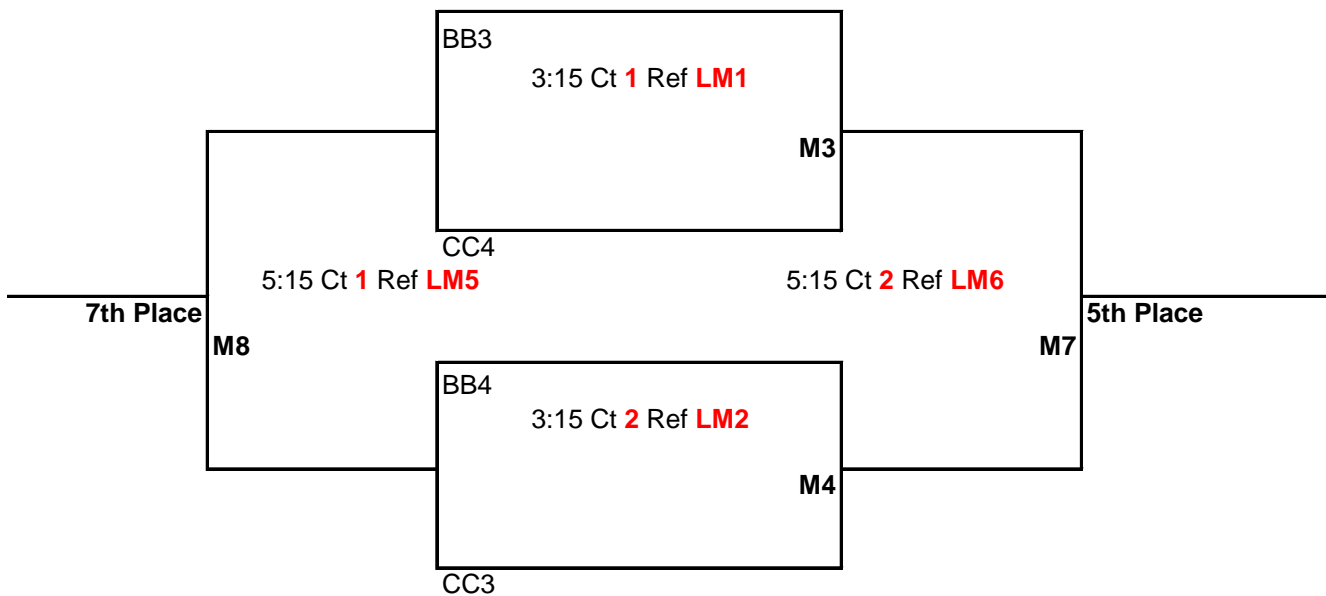 BB3
3:15 Ct 1 Ref LM1
M3
CC4
5:15 Ct 1 Ref LM5
5:15 Ct 2 Ref LM6
7th Place
5th Place
M8
M7
BB4
3:15 Ct 2 Ref LM2
M4
CC3